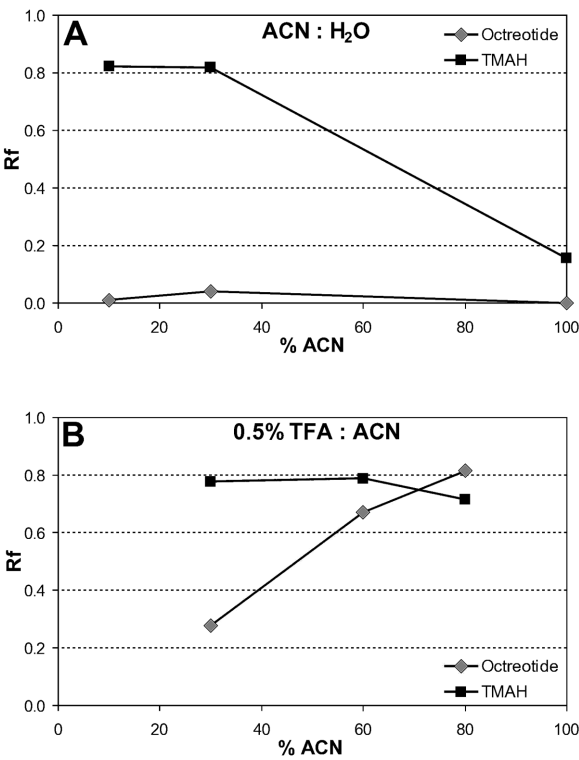 A
ACN : H₂O
Octreotide
TMAH
1.0
0.8
0.6
0.4
0.2
0.0
Rf
0 20 40 60 80 100
% ACN
B
0.5% TFA : ACN
1.0
0.8
0.6
0.4
0.2
0.0
Rf
Octreotide
TMAH
0 20 40 60 80 100
% ACN